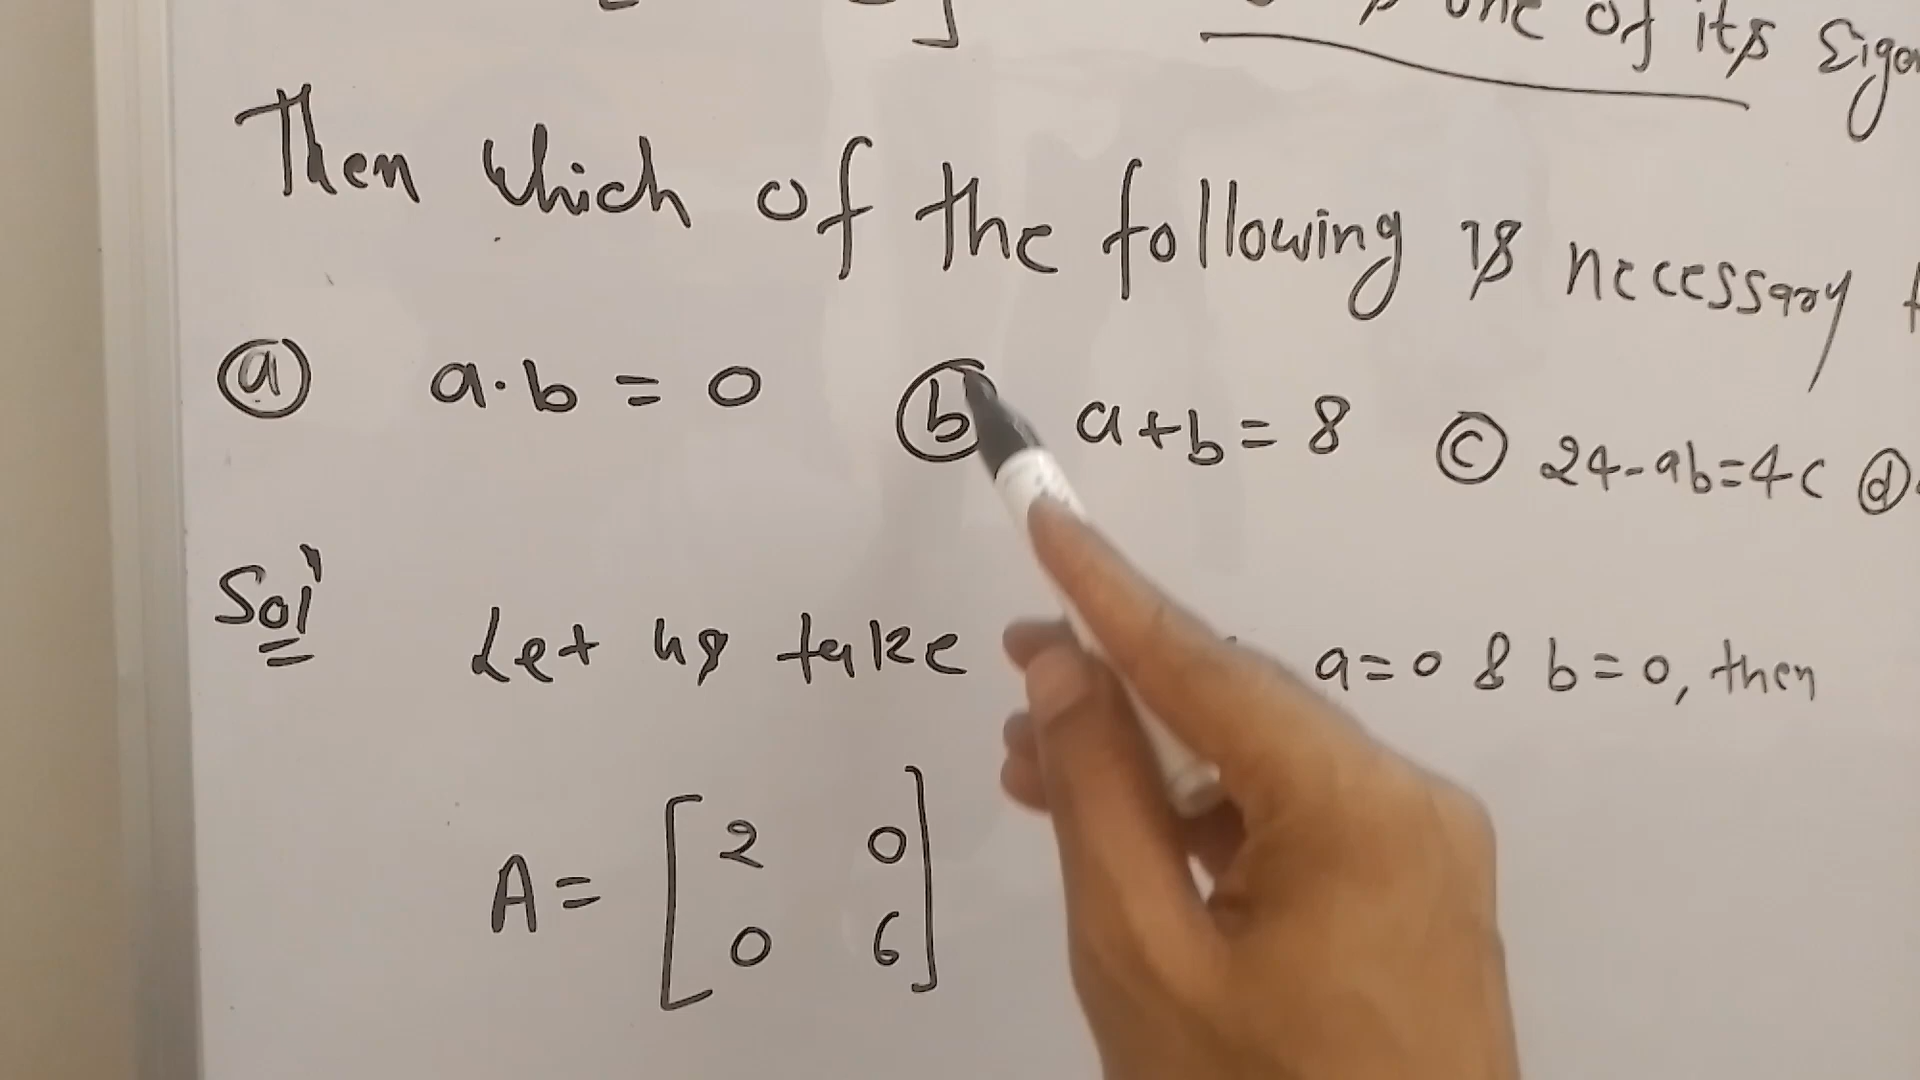 one of its Eige
Then which of the following is necessary
(a) a·b = 0 (b) a+b = 8 (c) 24-ab=4c (d)
Sol
Let us take a=0 & b=0, then
A= [2 0
0 6]